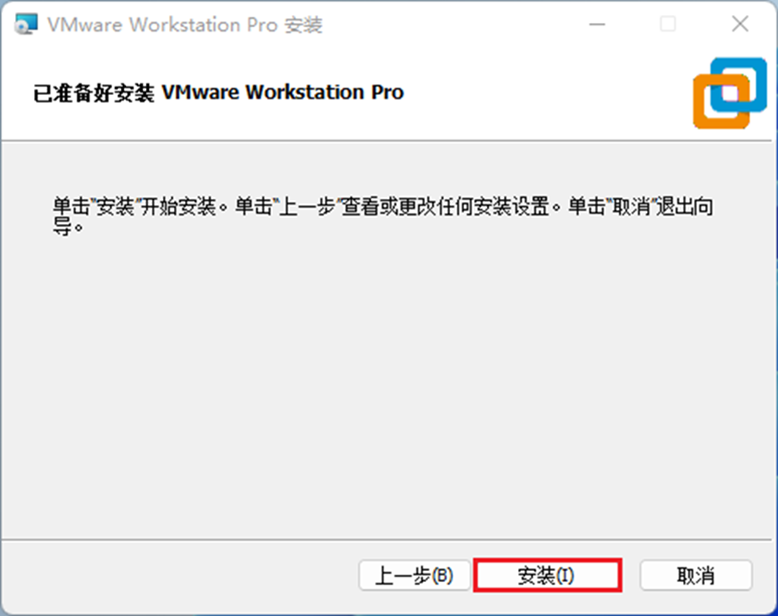 VMware Workstation Pro 安装
已准备好安装 VMware Workstation Pro
单击"安装"开始安装。单击"上一步"查看或更改任何安装设置。单击"取消"退出向
导。
上一步(B) 安装(I) 取消